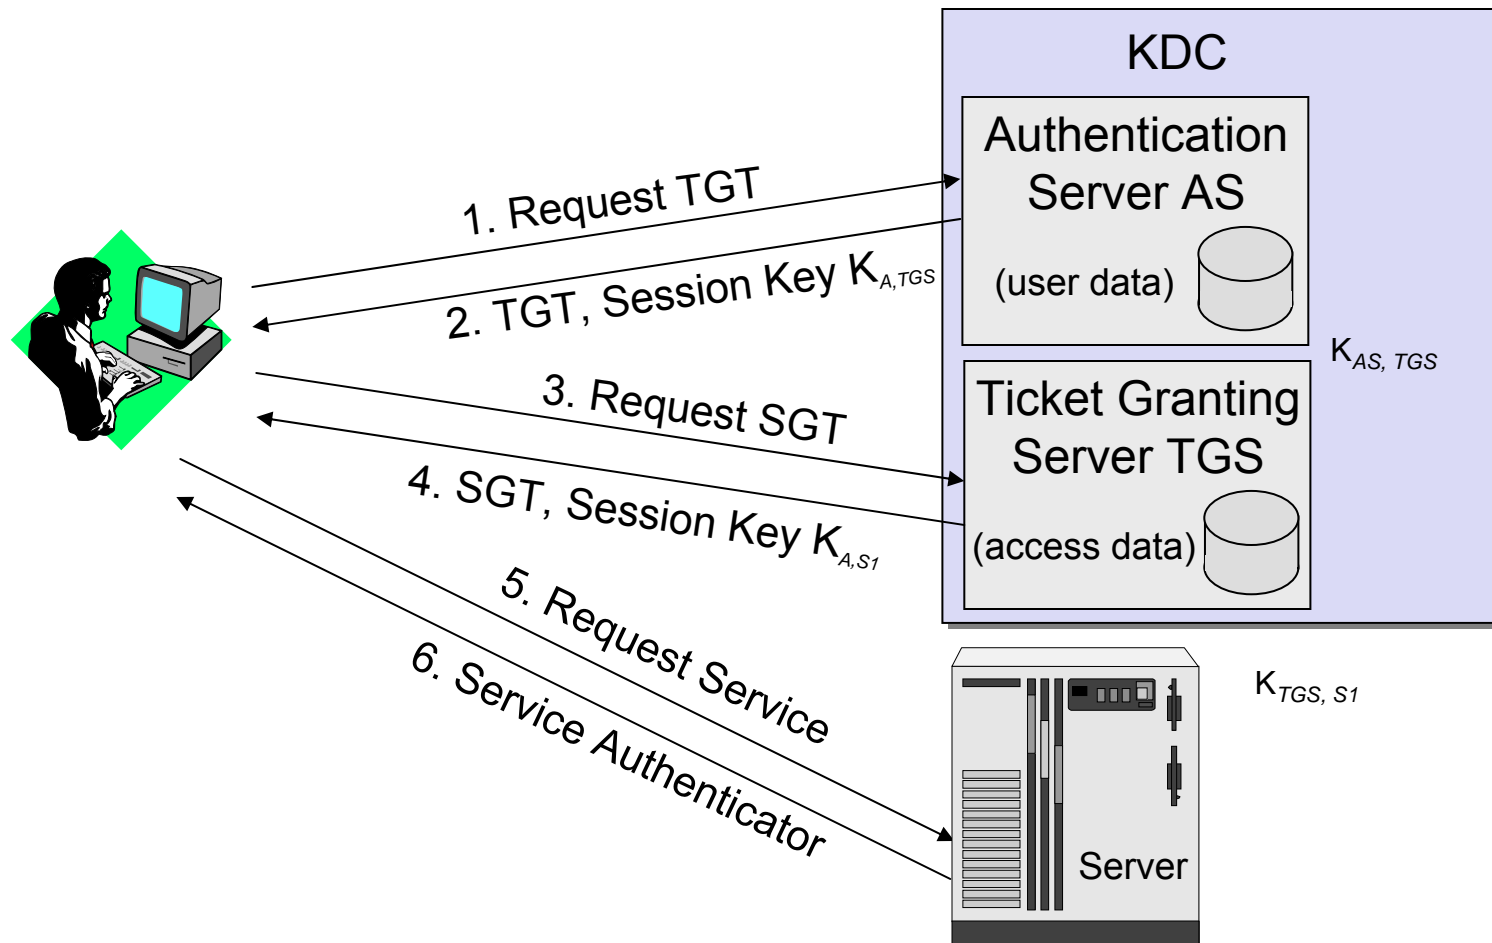 KDC
Authentication
Server AS
(user data)
1. Request TGT
2. TGT, Session Key K_A,TGS
K_AS, TGS
Ticket Granting
Server TGS
(access data)
3. Request SGT
4. SGT, Session Key K_A,S1
5. Request Service
6. Service Authenticator
K_TGS, S1
Server